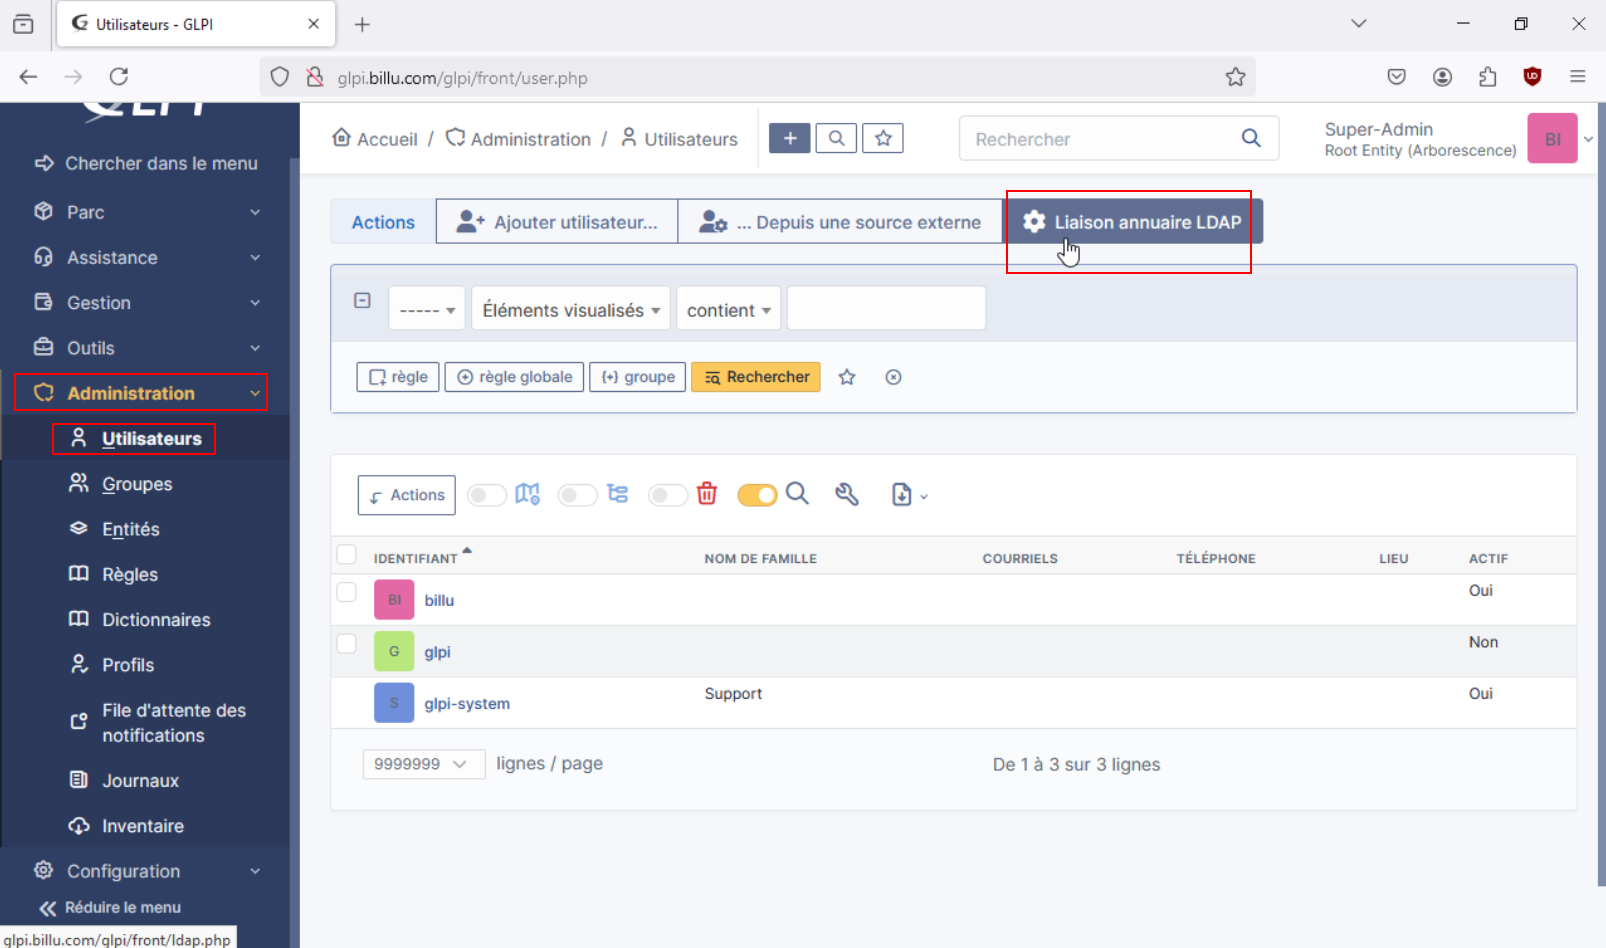 Utilisateurs - GLPI
glpi.billu.com/glpi/front/user.php
GLPI
Chercher dans le menu
Parc
Assistance
Gestion
Outils
Administration
Utilisateurs
Groupes
Entités
Règles
Dictionnaires
Profils
File d'attente des
notifications
Journaux
Inventaire
Configuration
Réduire le menu
glpi.billu.com/glpi/front/ldap.php
Accueil / Administration / Utilisateurs
Rechercher
Super-Admin
Root Entity (Arborescence)
BI
Actions
Ajouter utilisateur...
... Depuis une source externe
Liaison annuaire LDAP
----- Éléments visualisés contient
règle
règle globale
groupe
Rechercher
Actions
IDENTIFIANT NOM DE FAMILLE COURRIELS TÉLÉPHONE LIEU ACTIF
BI billu Oui
G glpi Non
S glpi-system Support Oui
9999999 lignes / page De 1 à 3 sur 3 lignes